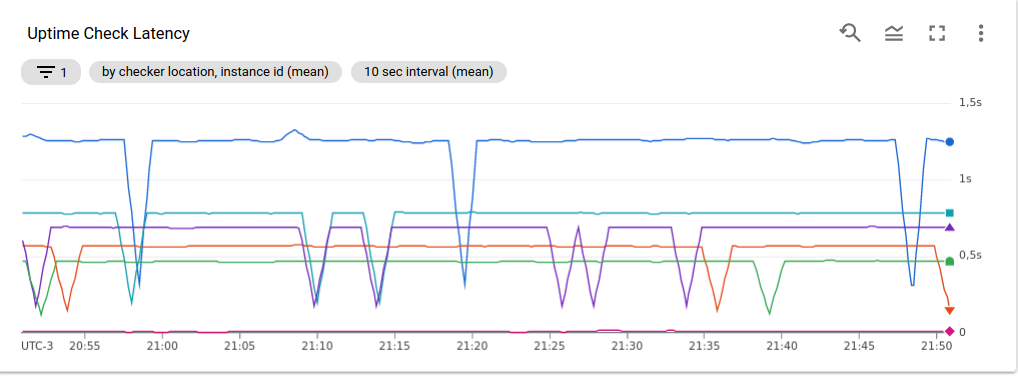 Uptime Check Latency
1
by checker location, instance id (mean)
10 sec interval (mean)
1,5s
1s
0,5s
0
UTC-3 20:55 21:00 21:05 21:10 21:15 21:20 21:25 21:30 21:35 21:40 21:45 21:50